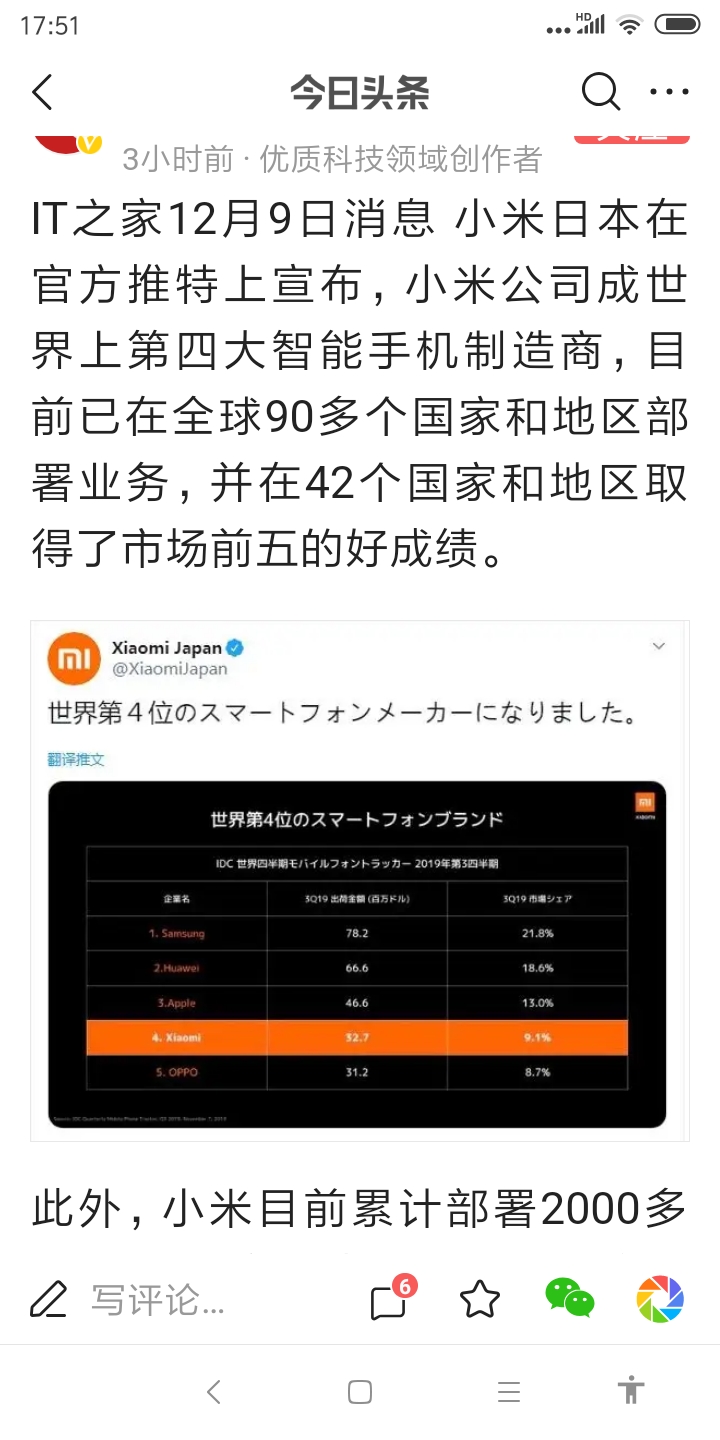 17:51
HD
今日头条
3小时前 · 优质科技领域创作者
IT之家12月9日消息 小米日本在
官方推特上宣布，小米公司成世
界上第四大智能手机制造商，目
前已在全球90多个国家和地区部
署业务，并在42个国家和地区取
得了市场前五的好成绩。
Xiaomi Japan
@XiaomiJapan
世界第４位のスマートフォンメーカーになりました。
翻译推文
世界第4位のスマートフォンブランド
IDC 世界四半期モバイルフォントラッカー 2019年第3四半期
企業名 3Q19 出荷金額 (百万ドル) 3Q19 市場シェア
1. Samsung 78.2 21.8%
2.Huawei 66.6 18.6%
3.Apple 46.6 13.0%
4. Xiaomi 32.7 9.1%
5. OPPO 31.2 8.7%
此外，小米目前累计部署2000多
写评论... 6